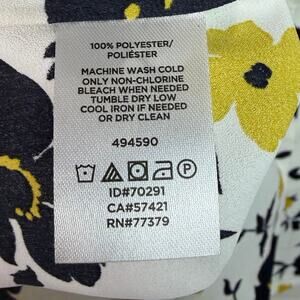 100% POLYESTER/
POLIÉSTER
MACHINE WASH COLD
ONLY NON-CHLORINE
BLEACH WHEN NEEDED
TUMBLE DRY LOW
COOL IRON IF NEEDED
OR DRY CLEAN
494590
P
ID#70291
CA#57421
RN#77379